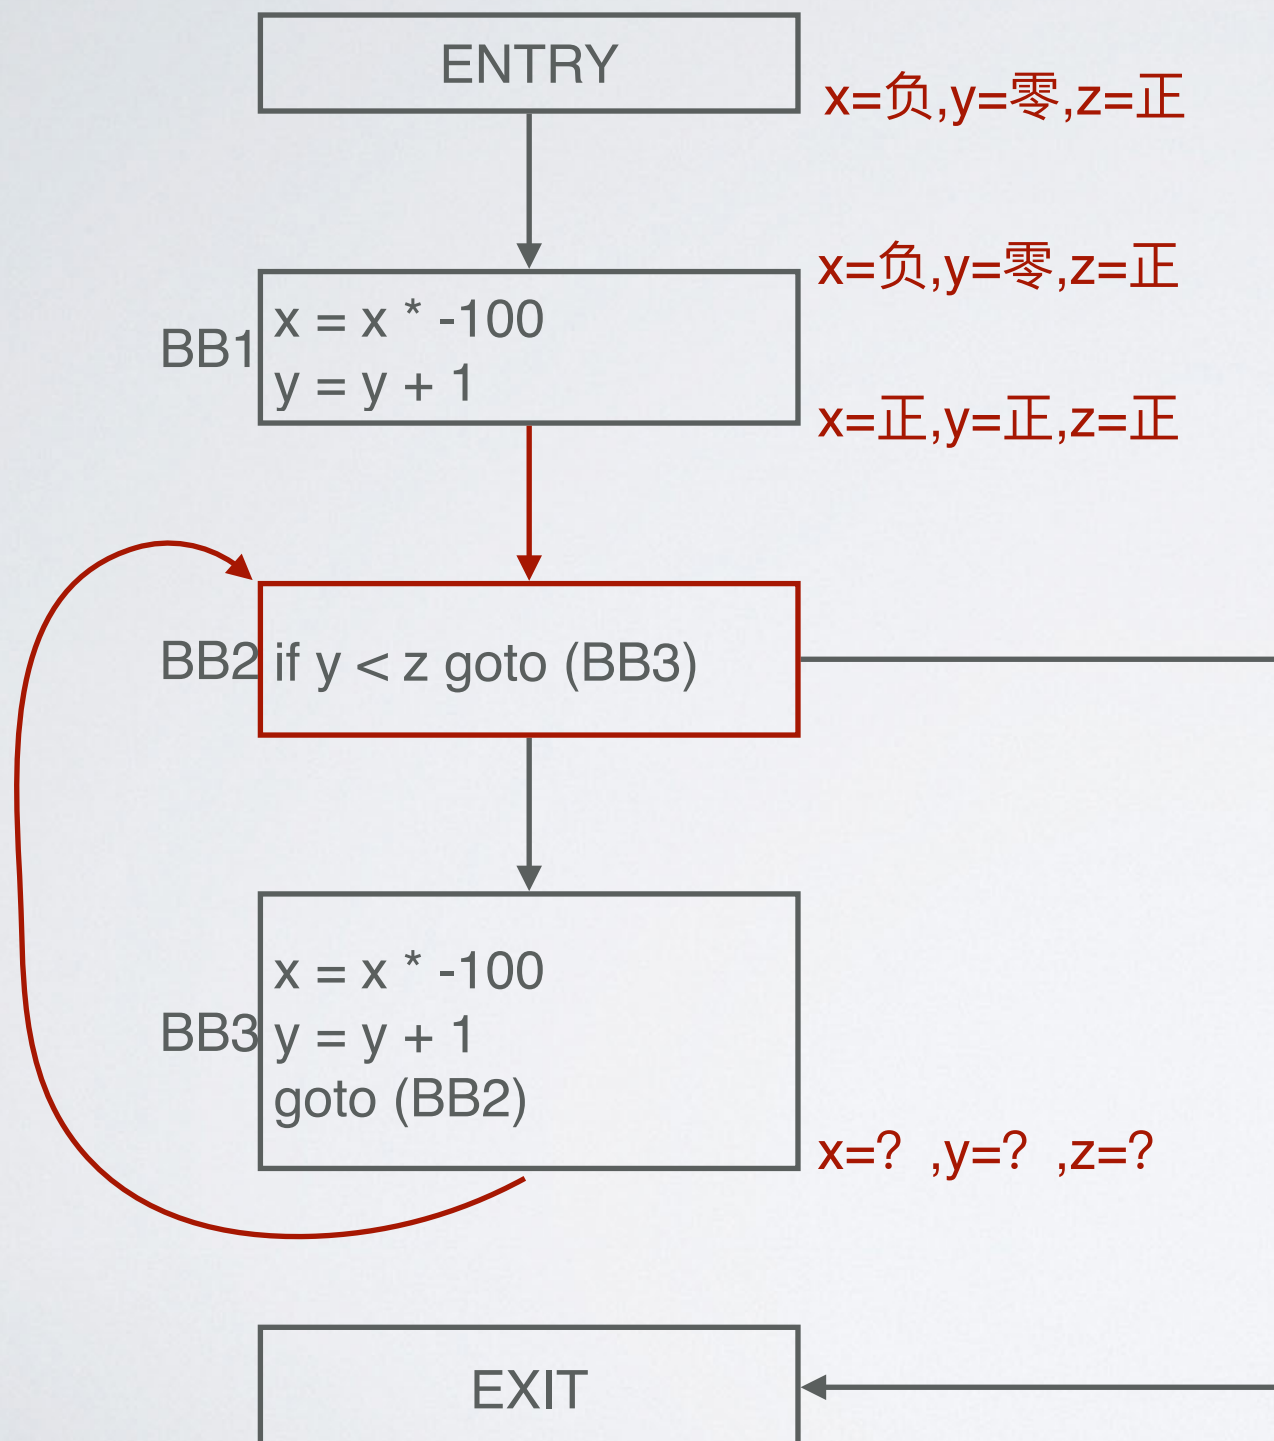 ENTRY
x=负,y=零,z=正
x=负,y=零,z=正
BB1
x = x * -100
y = y + 1
x=正,y=正,z=正
BB2
if y < z goto (BB3)
BB3
x = x * -100
y = y + 1
goto (BB2)
x=? ,y=? ,z=?
EXIT